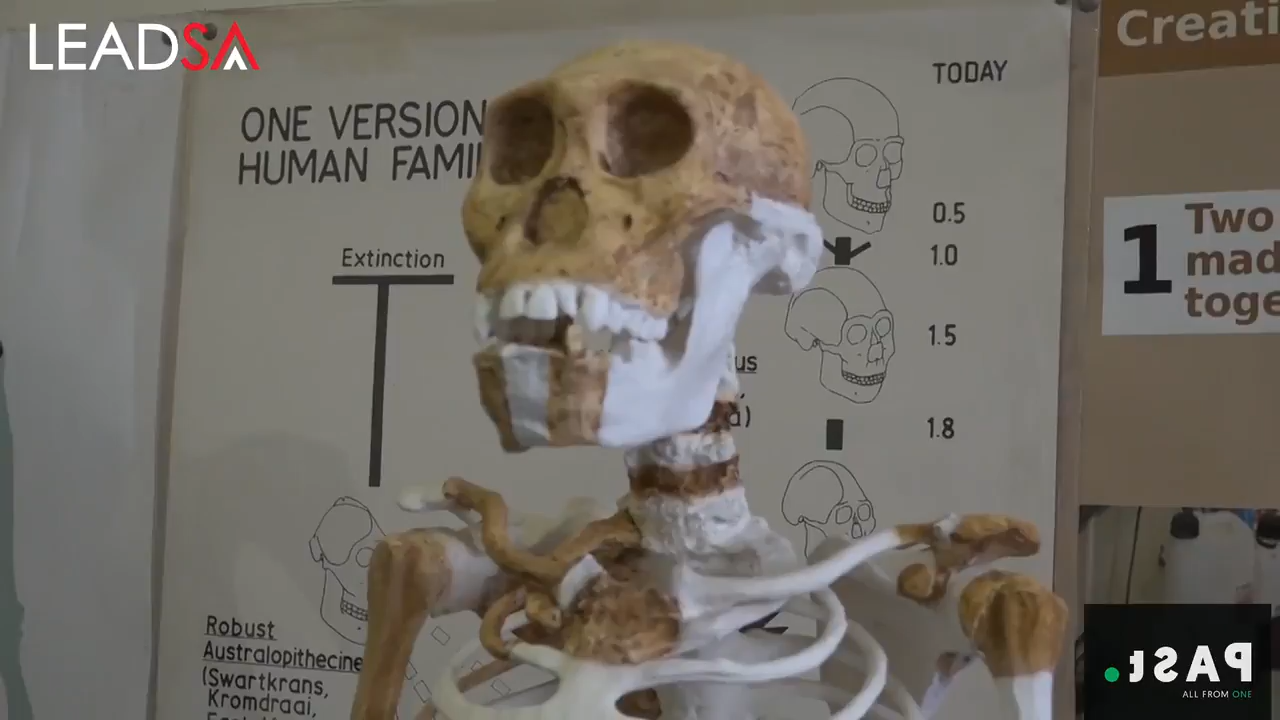 LEADSA
ONE VERSION
HUMAN FAMI
Extinction
TODAY
0.5
1.0
1.5
1.8
us
a)
Robust
Australopithecine
(Swartkrans,
Kromdraai,
Creati
1
Two
mad
toge
PASt.
ALL FROM ONE